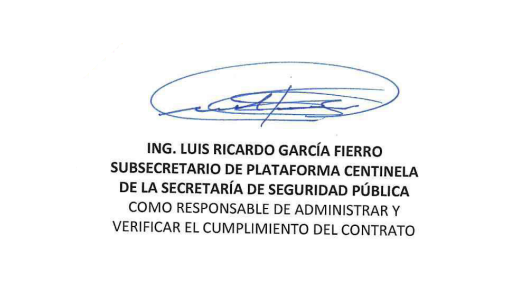 ING. LUIS RICARDO GARCÍA FIERRO
SUBSECRETARIO DE PLATAFORMA CENTINELA
DE LA SECRETARÍA DE SEGURIDAD PÚBLICA
COMO RESPONSABLE DE ADMINISTRAR Y
VERIFICAR EL CUMPLIMIENTO DEL CONTRATO